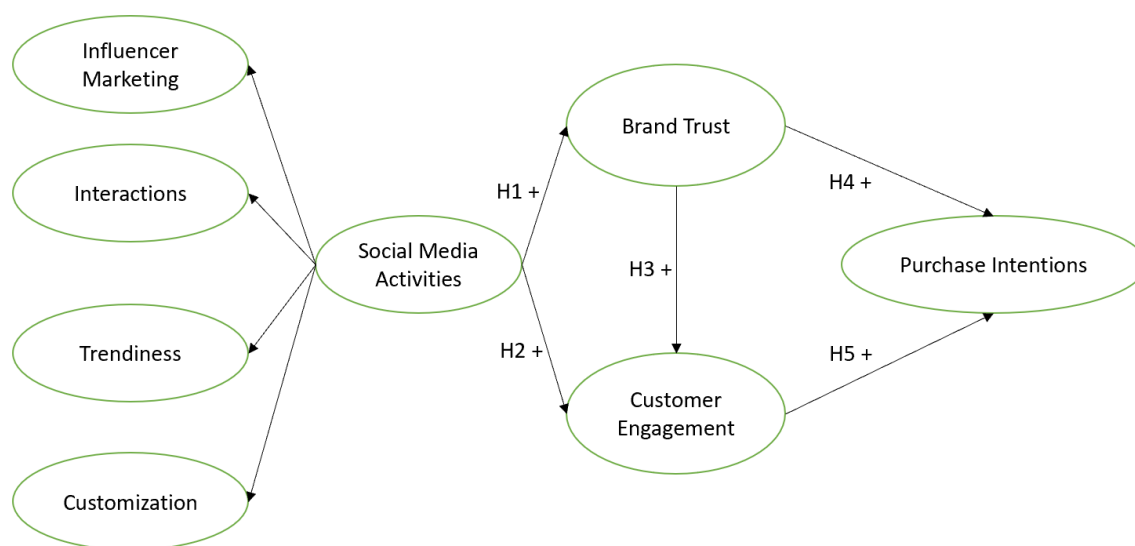 Influencer
Marketing
Interactions
Trendiness
Customization
Social Media
Activities
H1 +
H2 +
Brand Trust
H3 +
Customer
Engagement
H4 +
H5 +
Purchase Intentions